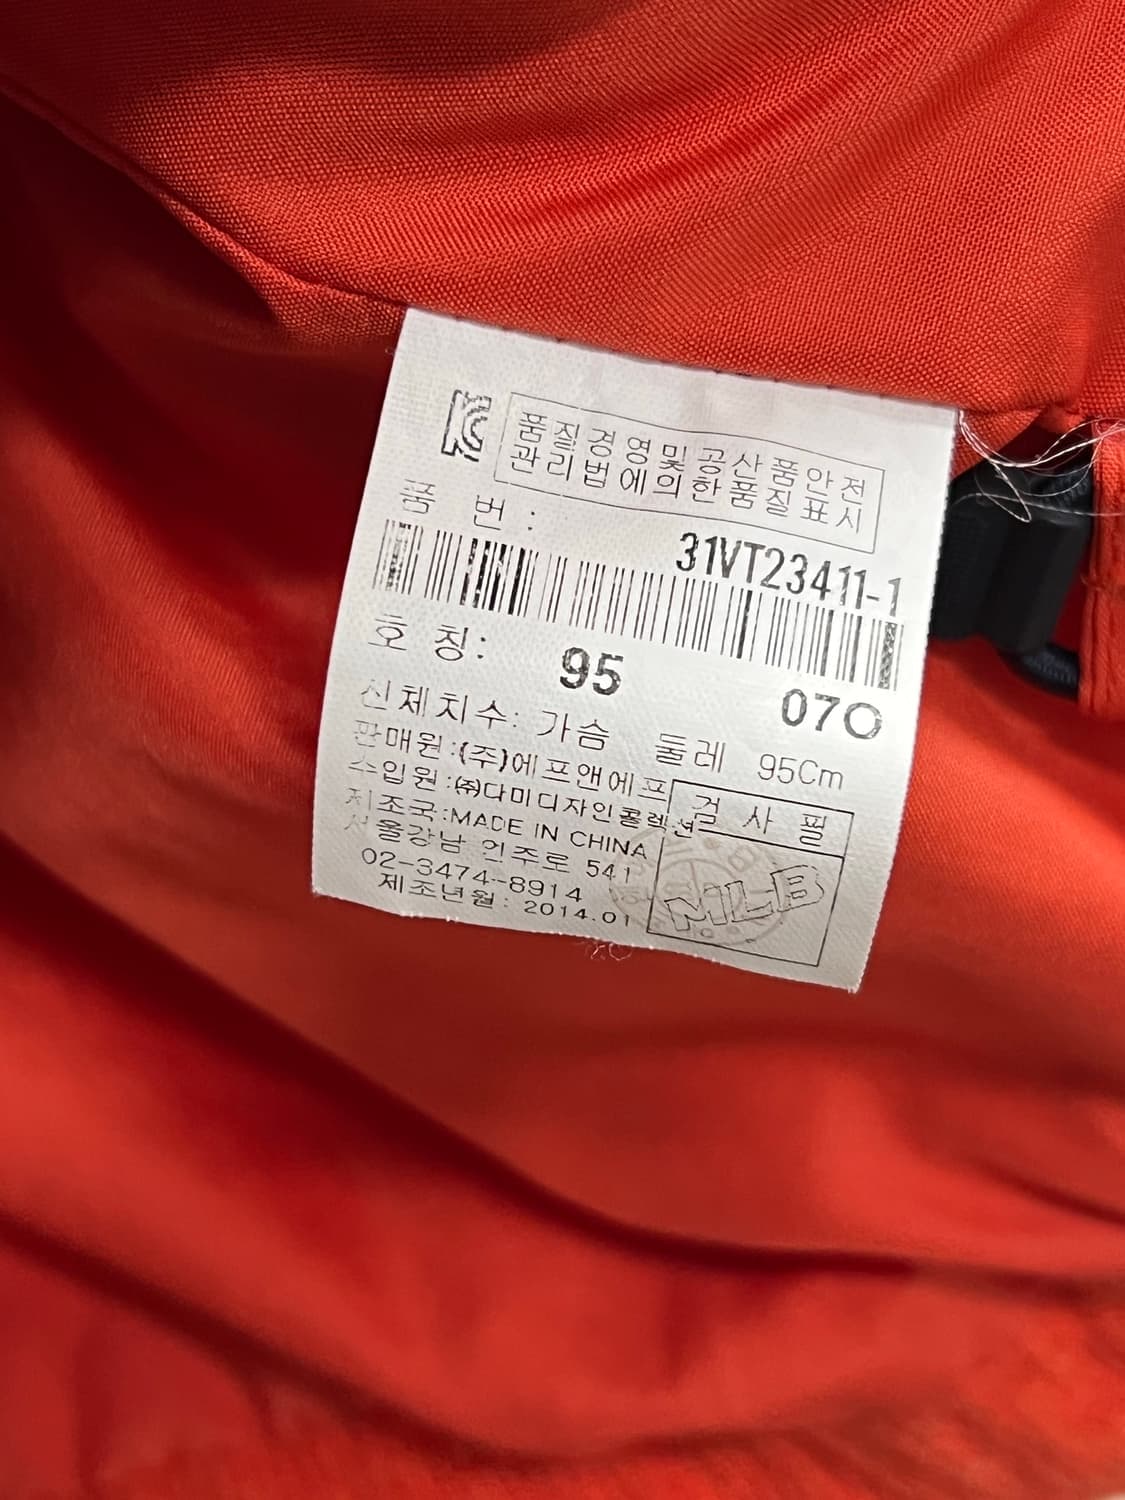 품질경영및공산품안전
관리법에의한품질표시
품 번 : 31VT23411-1
호 칭: 95 070
신체치수: 가슴 둘레 95Cm
판매원:(주)에프앤에프
수입원:㈜다미디자인콜렉션
제조국:MADE IN CHINA
서울강남 언주로 541
02-3474-8914
제조년월: 2014.01
검 사 필
MLB